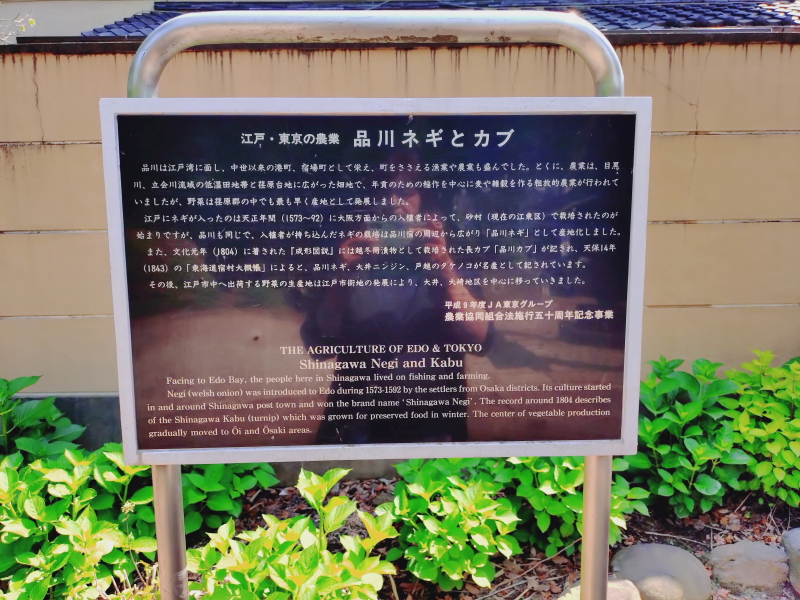 江戸・東京の農業 品川ネギとカブ
品川は江戸湾に面し、中世以来の港町、宿場町として栄え、町をささえる漁業や農業も盛んでした。とくに、農業は、目黒
川、立会川流域の低湿田地帯と荏原台地に広がった畑地で、年貢のための稲作を中心に麦や雑穀を作る粗放的農業が行われて
いましたが、野菜は荏原郡の中でも最も早く産地として発展しました。
江戸にネギが入ったのは天正年間(1573〜92)に大阪方面からの入植者によって、砂村(現在の江東区)で栽培されたのが
始まりですが、品川も同じで、入植者が持ち込んだネギの栽培は品川宿の周辺から広がり「品川ネギ」として産地化しました。
また、文化元年(1804)に著された『成形図説』には越冬用漬物として栽培された長カブ「品川カブ」が記され、天保14年
(1843)の「東海道宿村大概帳」によると、品川ネギ、大井ニンジン、戸越のタケノコが名産として記されています。
その後、江戸市中へ出荷する野菜の生産地は江戸市街地の発展により、大井、大崎地区を中心に移っていきました。
平成9年度JA東京グループ
農業協同組合法施行五十周年記念事業
THE AGRICULTURE OF EDO & TOKYO
Shinagawa Negi and Kabu
Facing to Edo Bay, the people here in Shinagawa lived on fishing and farming.
Negi (welsh onion) was introduced to Edo during 1573-1592 by the settlers from Osaka districts. Its culture started
in and around Shinagawa post town and won the brand name 'Shinagawa Negi'. The record around 1804 describes
of the Shinagawa Kabu (turnip) which was grown for preserved food in winter. The center of vegetable production
gradually moved to Ōi and Ōsaki areas.